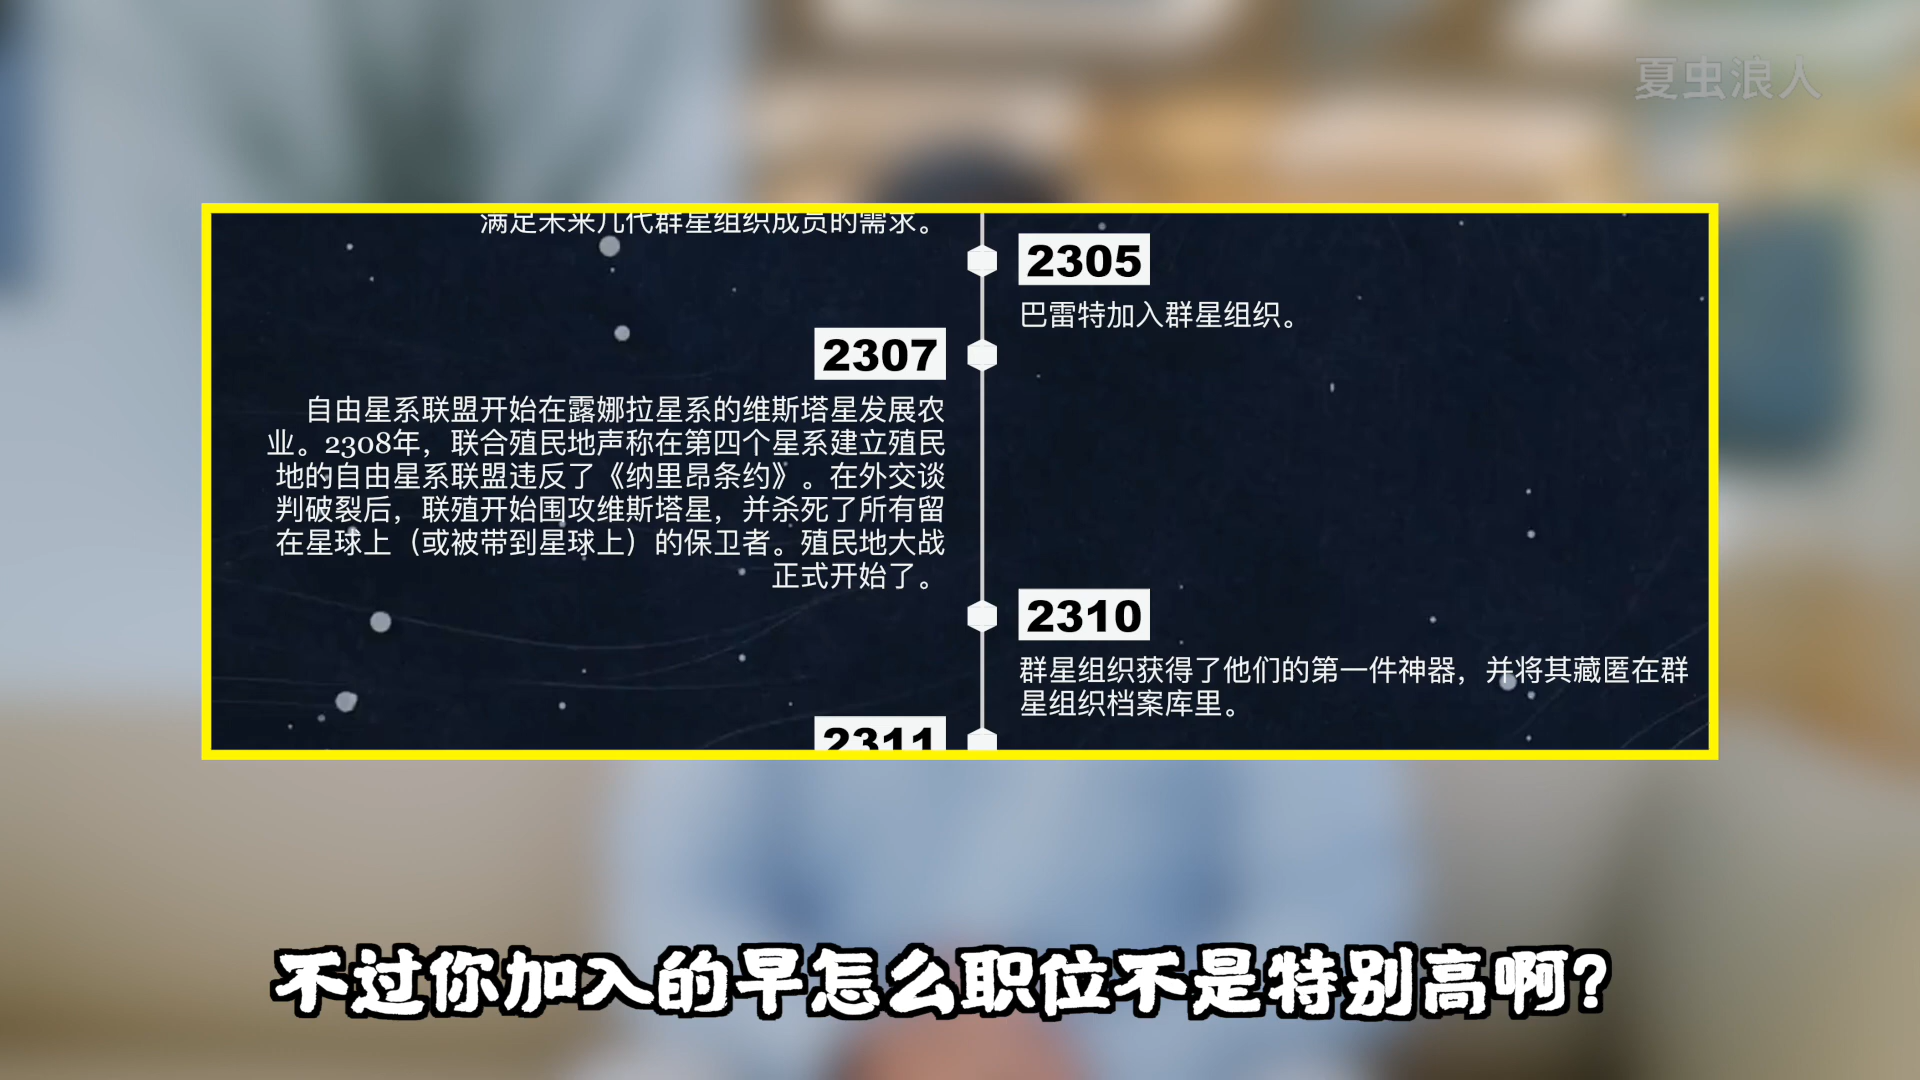 夏虫浪人
满足未来几代群星组织成员的需求。
2305
巴雷特加入群星组织。
2307
自由星系联盟开始在露娜拉星系的维斯塔星发展农
业。2308年，联合殖民地声称在第四个星系建立殖民
地的自由星系联盟违反了《纳里昂条约》。在外交谈
判破裂后，联殖开始围攻维斯塔星，并杀死了所有留
在星球上（或被带到星球上）的保卫者。殖民地大战
正式开始了。
2310
群星组织获得了他们的第一件神器，并将其藏匿在群
星组织档案库里。
2311
不过你加入的早怎么职位不是特别高啊?